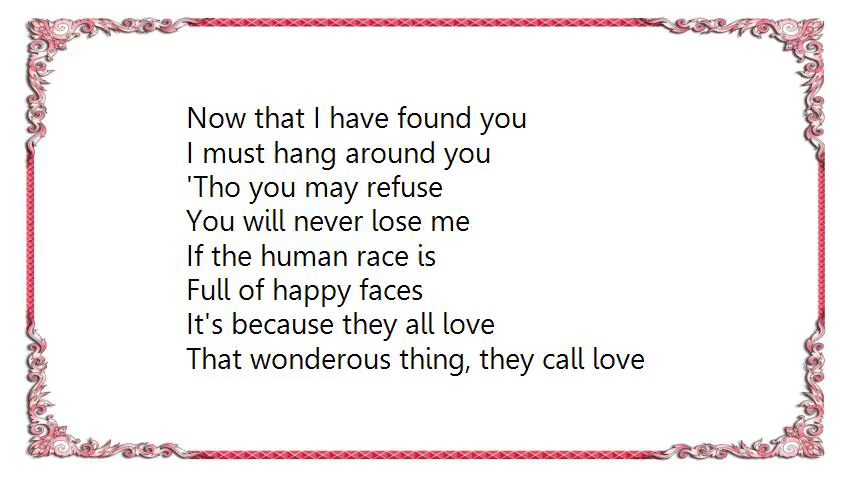 Now that I have found you
I must hang around you
'Tho you may refuse
You will never lose me
If the human race is
Full of happy faces
It's because they all love
That wonderous thing, they call love